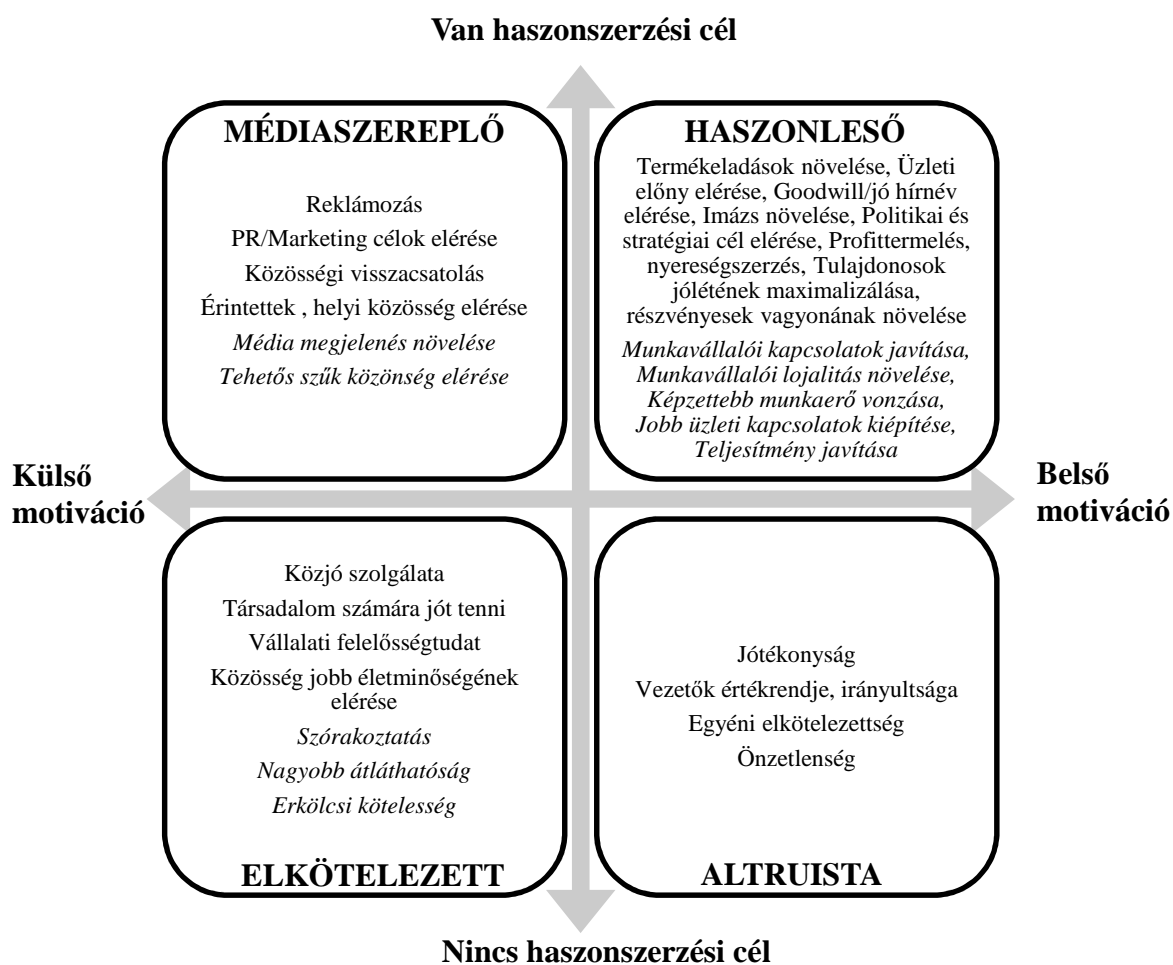 Van haszonszerzési cél
MÉDIASZEREPLŐ
Reklámozás
PR/Marketing célok elérése
Közösségi visszacsatolás
Érintettek , helyi közösség elérése
Média megjelenés növelése
Tehetős szűk közönség elérése
HASZONLESŐ
Termékeladások növelése, Üzleti
előny elérése, Goodwill/jó hírnév
elérése, Imázs növelése, Politikai és
stratégiai cél elérése, Profittermelés,
nyereségszerzés, Tulajdonosok
jólétének maximalizálása,
részvényesek vagyonának növelése
Munkavállalói kapcsolatok javítása,
Munkavállalói lojalitás növelése,
Képzettebb munkaerő vonzása,
Jobb üzleti kapcsolatok kiépítése,
Teljesítmény javítása
Külső
motiváció
Belső
motiváció
Közjó szolgálata
Társadalom számára jót tenni
Vállalati felelősségtudat
Közösség jobb életminőségének
elérése
Szórakoztatás
Nagyobb átláthatóság
Erkölcsi kötelesség
ELKÖTELEZETT
Jótékonyság
Vezetők értékrendje, irányultsága
Egyéni elkötelezettség
Önzetlenség
ALTRUISTA
Nincs haszonszerzési cél